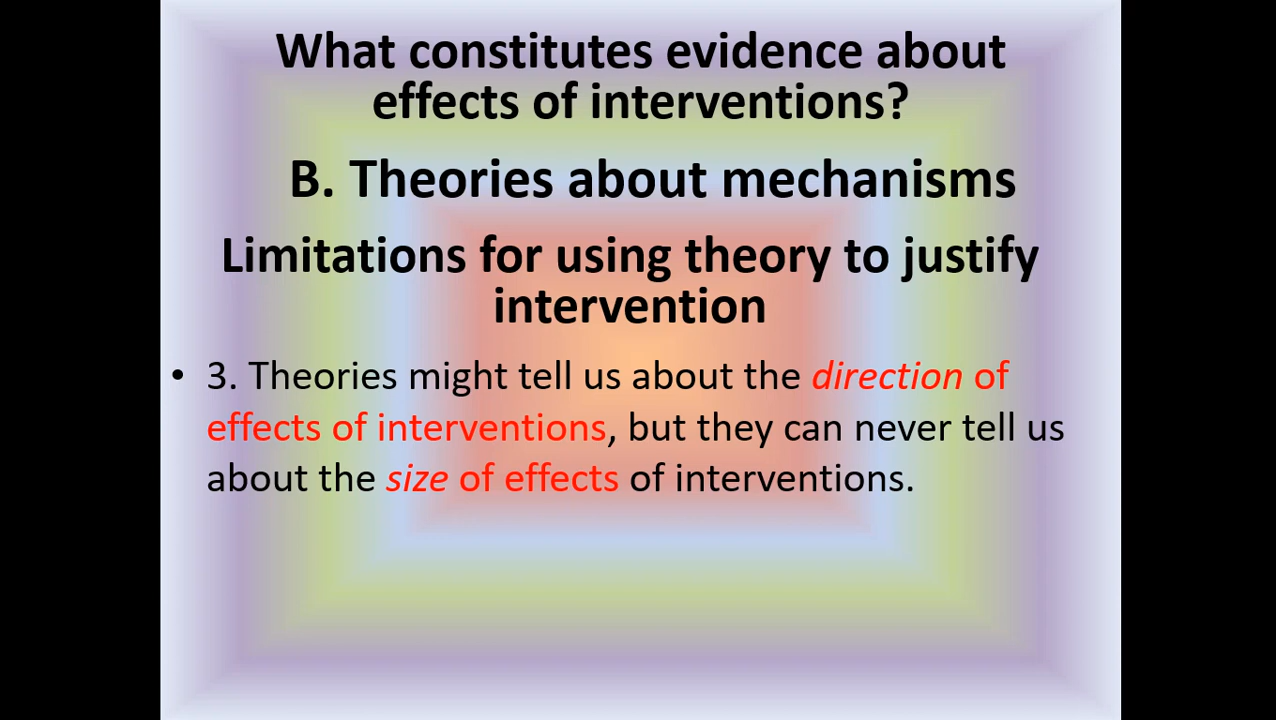 What constitutes evidence about
effects of interventions?
B. Theories about mechanisms
Limitations for using theory to justify
intervention
• 3. Theories might tell us about the direction of
effects of interventions, but they can never tell us
about the size of effects of interventions.